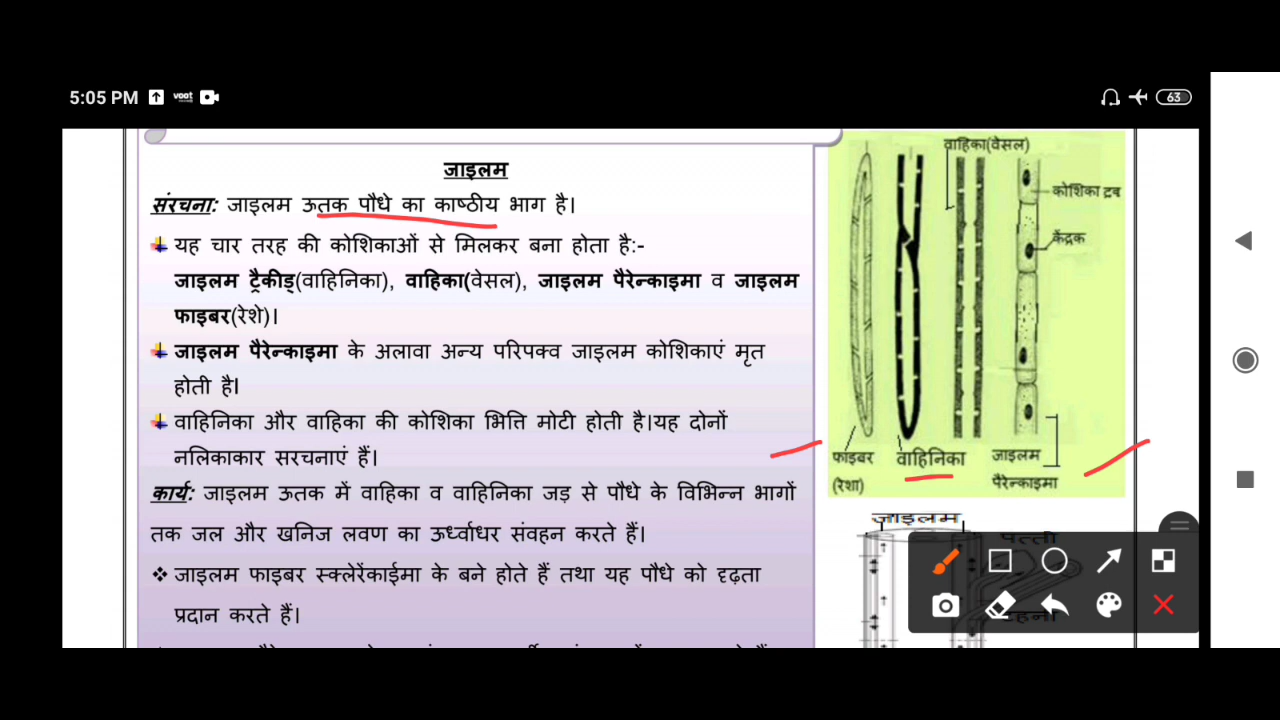 5:05 PM
voot
63
जाइलम
संरचना: जाइलम ऊतक पौधे का काष्ठीय भाग है।
यह चार तरह की कोशिकाओं से मिलकर बना होता है:-
जाइलम ट्रैकीड्(वाहिनिका), वाहिका(वेसल), जाइलम पैरेन्काइमा व जाइलम
फाइबर(रेशे)।
जाइलम पैरेन्काइमा के अलावा अन्य परिपक्व जाइलम कोशिकाएं मृत
होती है।
वाहिनिका और वाहिका की कोशिका भित्ति मोटी होती है।यह दोनों
नलिकाकार सरचनाएं हैं।
कार्य: जाइलम ऊतक में वाहिका व वाहिनिका जड़ से पौधे के विभिन्न भागों
तक जल और खनिज लवण का ऊर्ध्वाधर संवहन करते हैं।
जाइलम फाइबर स्क्लेरेंकाईमा के बने होते हैं तथा यह पौधे को दृढ़ता
प्रदान करते हैं।
वाहिका(वेसल)
कोशिका द्रव
केंद्रक
फाइबर
(रेशा)
वाहिनिका
जाइलम
पैरेन्काइमा
जाइलम
पत्ती
टहनी